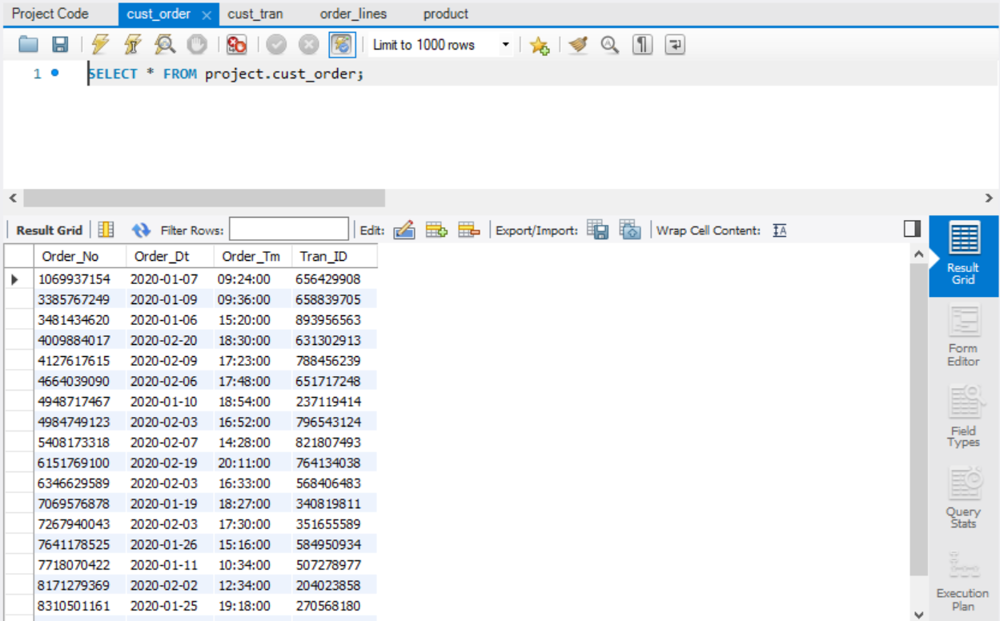 Project Code cust_order cust_tran order_lines product
Limit to 1000 rows
1 SELECT * FROM project.cust_order;
Result Grid Filter Rows: Edit: Export/Import: Wrap Cell Content:
Order_No Order_Dt Order_Tm Tran_ID
1069937154 2020-01-07 09:24:00 656429908
3385767249 2020-01-09 09:36:00 658839705
3481434620 2020-01-06 15:20:00 893956563
4009884017 2020-02-20 18:30:00 631302913
4127617615 2020-02-09 17:23:00 788456239
4664039090 2020-02-06 17:48:00 651717248
4948717467 2020-01-10 18:54:00 237119414
4984749123 2020-02-03 16:52:00 796543124
5408173318 2020-02-07 14:28:00 821807493
6151769100 2020-02-19 20:11:00 764134038
6346629589 2020-02-03 16:33:00 568406483
7069576878 2020-01-19 18:27:00 340819811
7267940043 2020-02-03 17:30:00 351655589
7641178525 2020-01-26 15:16:00 584950934
7718070422 2020-01-11 10:34:00 507278977
8171279369 2020-02-02 12:34:00 204023858
8310501161 2020-01-25 19:18:00 270568180
Result
Grid
Form
Editor
Field
Types
Query
Stats
Execution
Plan